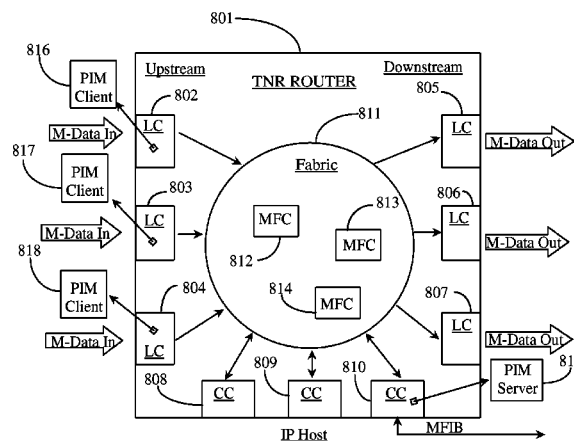 801
816
PIM
Client
Upstream
TNR ROUTER
Downstream
802
LC
811
805
LC
M-Data In
M-Data Out
817
PIM
Client
Fabric
803
LC
813
806
LC
M-Data In
MFC
812
MFC
M-Data Out
818
PIM
Client
804
LC
814
MFC
807
LC
M-Data In
M-Data Out
808
809
810
PIM
Server
CC
CC
CC
IP Host
MFIB